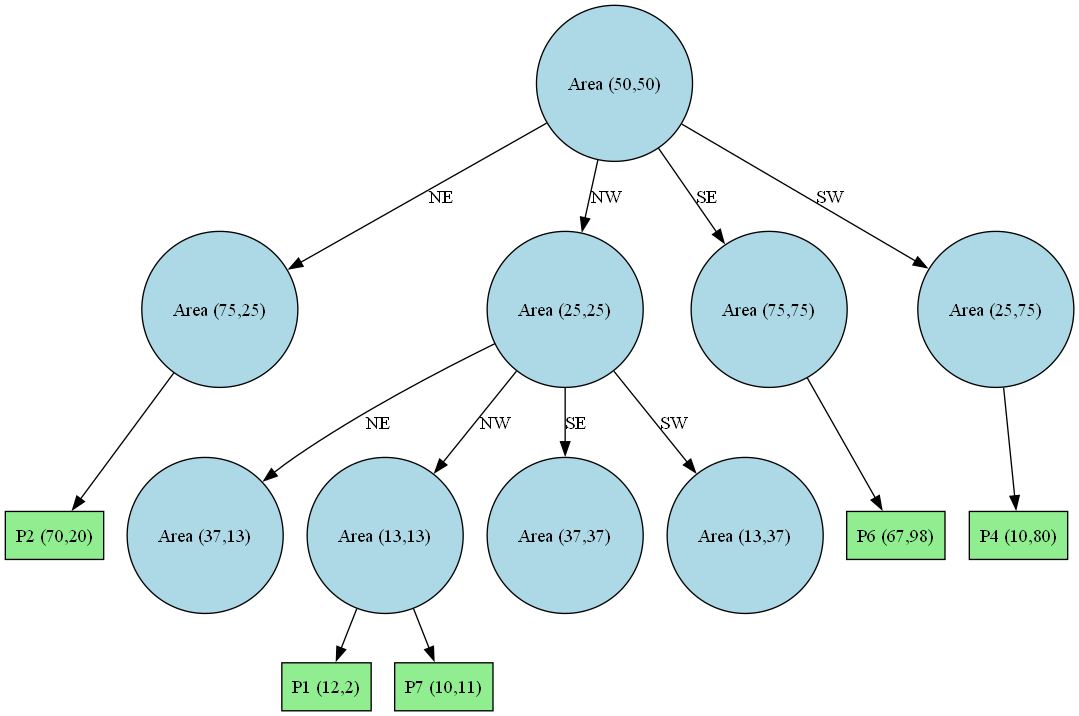 Area (50,50)
NE
NW
SE
SW
Area (75,25)
Area (25,25)
Area (75,75)
Area (25,75)
NE
NW
SE
SW
P2 (70,20)
Area (37,13)
Area (13,13)
Area (37,37)
Area (13,37)
P6 (67,98)
P4 (10,80)
P1 (12,2)
P7 (10,11)